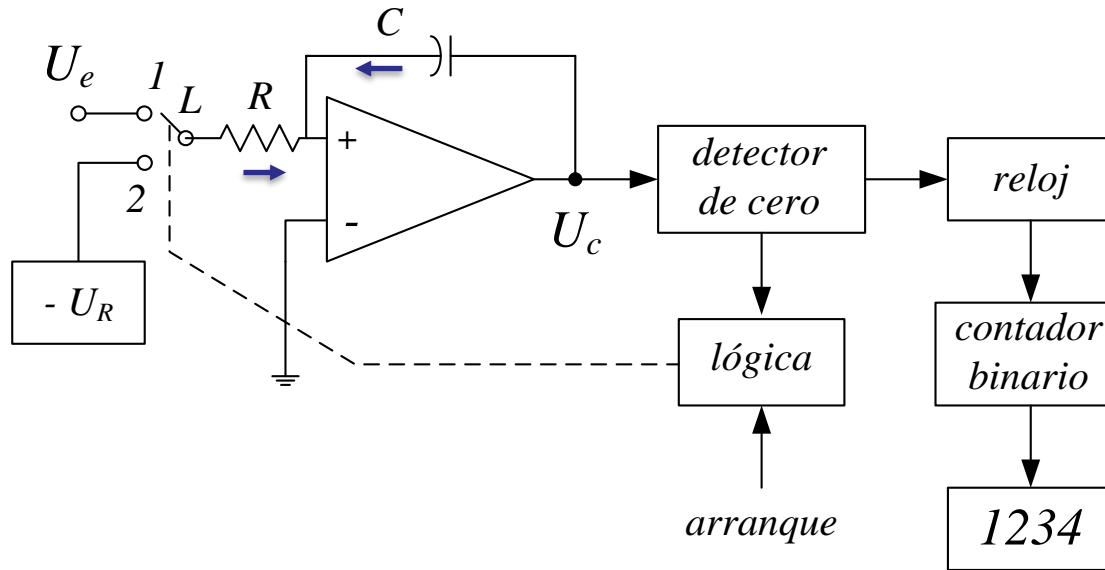 C
U_e
1
L
R
2
+
-
U_c
- U_R
detector
de cero
reloj
lógica
contador
binario
arranque
1234